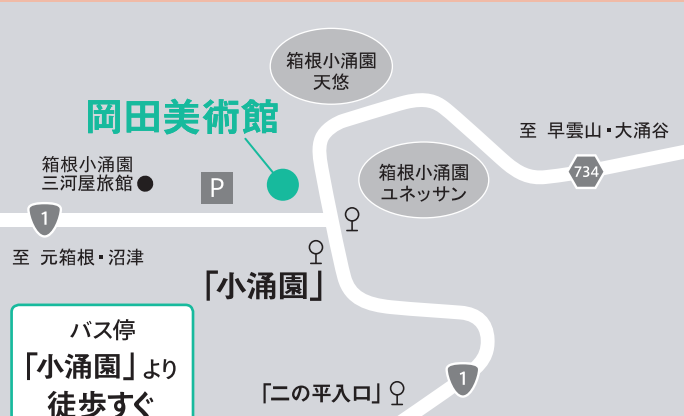 箱根小涌園
天悠
岡田美術館
至 早雲山・大涌谷
箱根小涌園
三河屋旅館
P
箱根小涌園
ユネッサン
734
1
至 元箱根・沼津
「小涌園」
バス停
「小涌園」より
徒歩すぐ
「二の平入口」
1